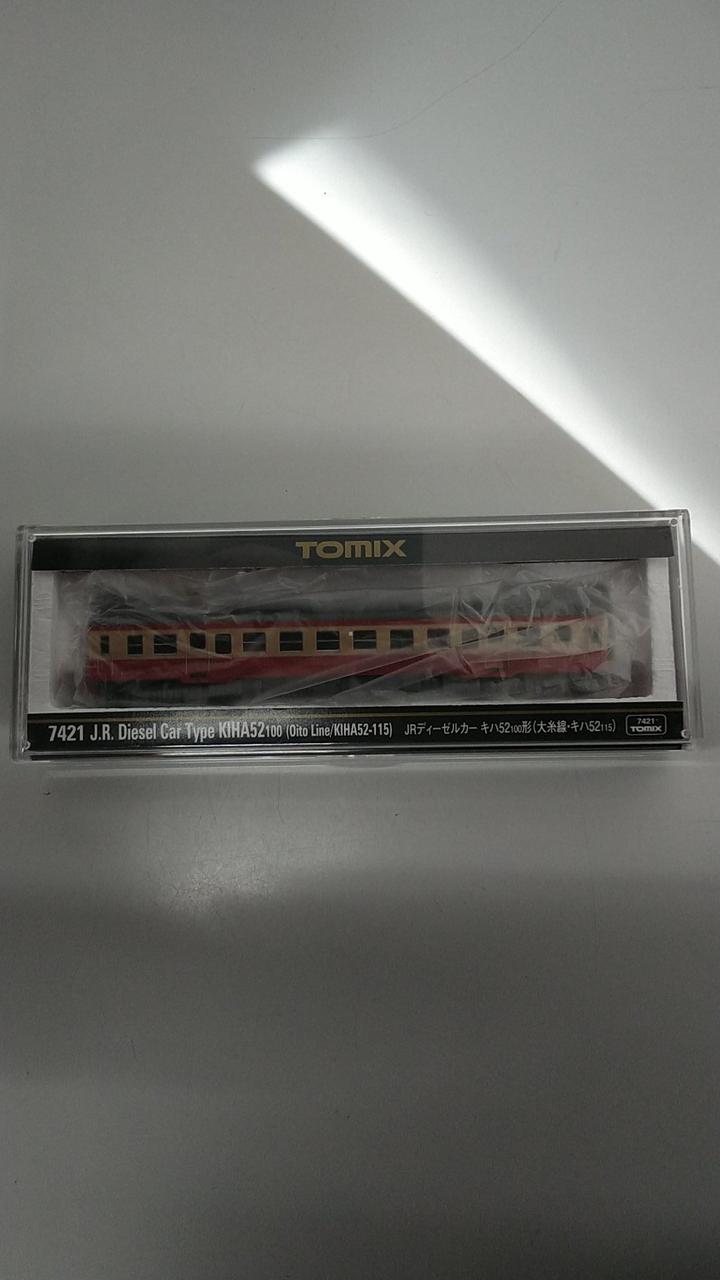 TOMIX
7421 J.R. Diesel Car Type KIHA52100 (Oito Line/KIHA52-115) JRディーゼルカー キハ52100形(大糸線・キハ52115)
7421
TOMIX